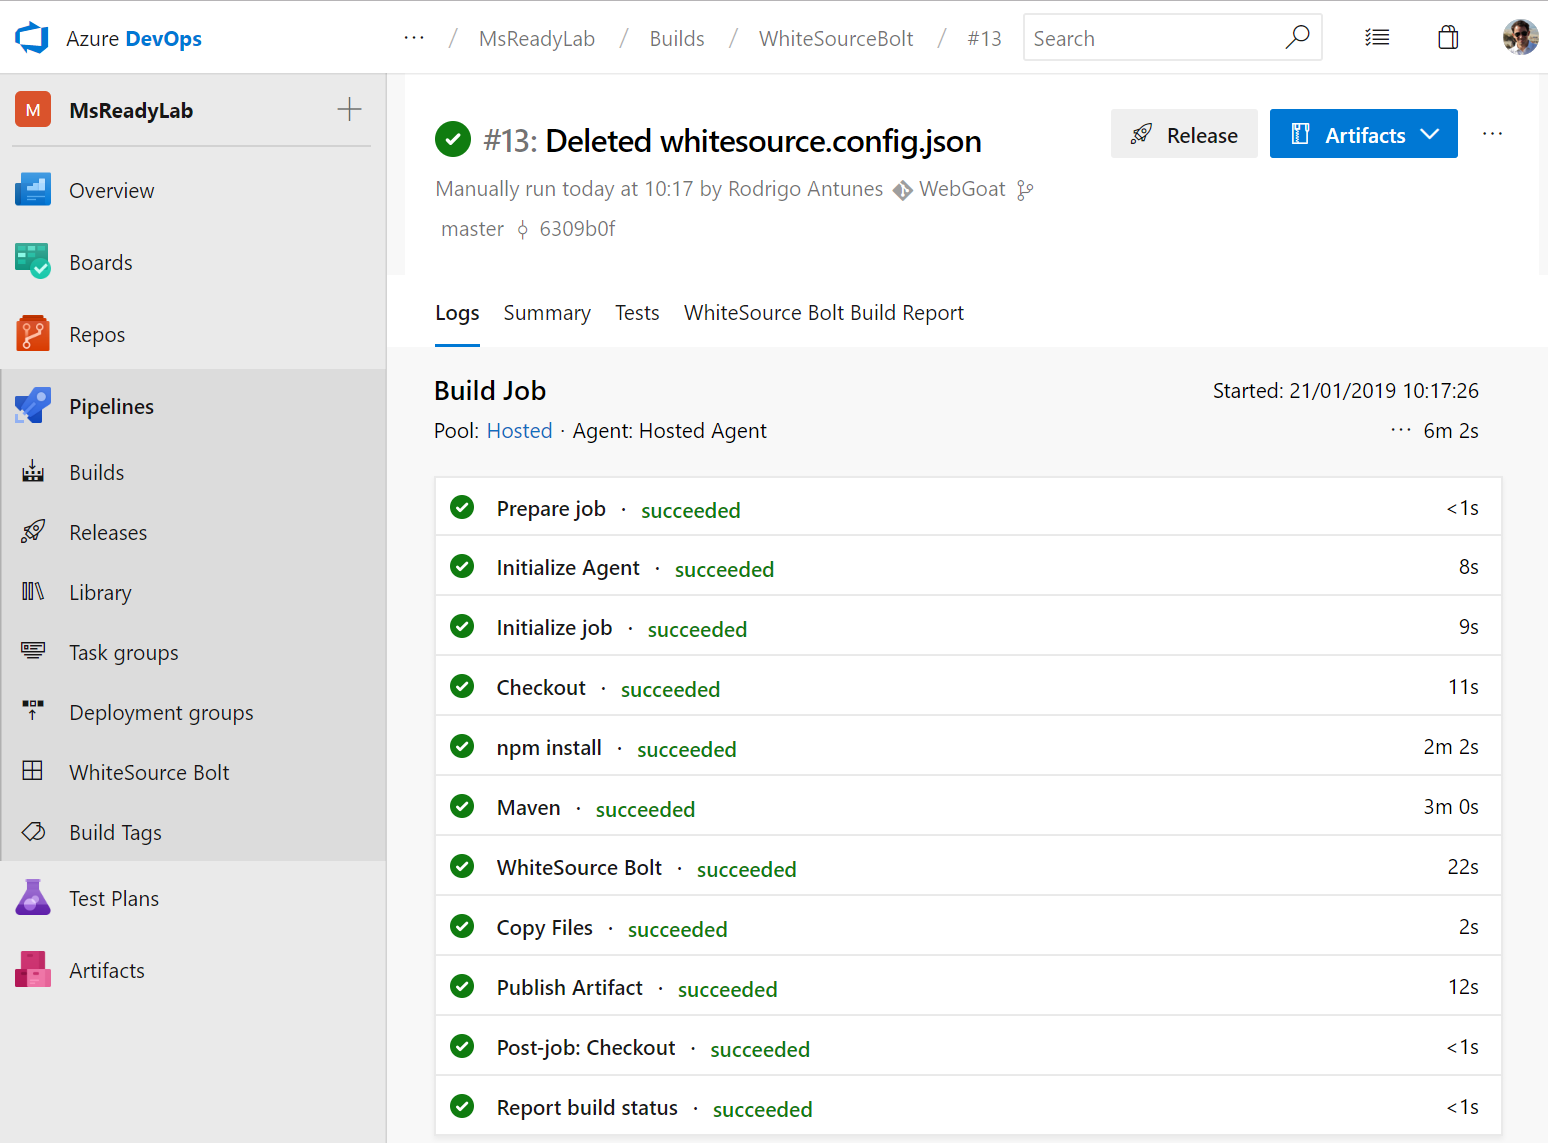 Azure DevOps
··· / MsReadyLab / Builds / WhiteSourceBolt / #13
Search
M MsReadyLab
Overview
Boards
Repos
Pipelines
Builds
Releases
Library
Task groups
Deployment groups
WhiteSource Bolt
Build Tags
Test Plans
Artifacts
#13: Deleted whitesource.config.json
Release
Artifacts
···
Manually run today at 10:17 by Rodrigo Antunes WebGoat
master 6309b0f
Logs Summary Tests WhiteSource Bolt Build Report
Build Job
Started: 21/01/2019 10:17:26
Pool: Hosted · Agent: Hosted Agent
··· 6m 2s
Prepare job · succeeded <1s
Initialize Agent · succeeded 8s
Initialize job · succeeded 9s
Checkout · succeeded 11s
npm install · succeeded 2m 2s
Maven · succeeded 3m 0s
WhiteSource Bolt · succeeded 22s
Copy Files · succeeded 2s
Publish Artifact · succeeded 12s
Post-job: Checkout · succeeded <1s
Report build status · succeeded <1s